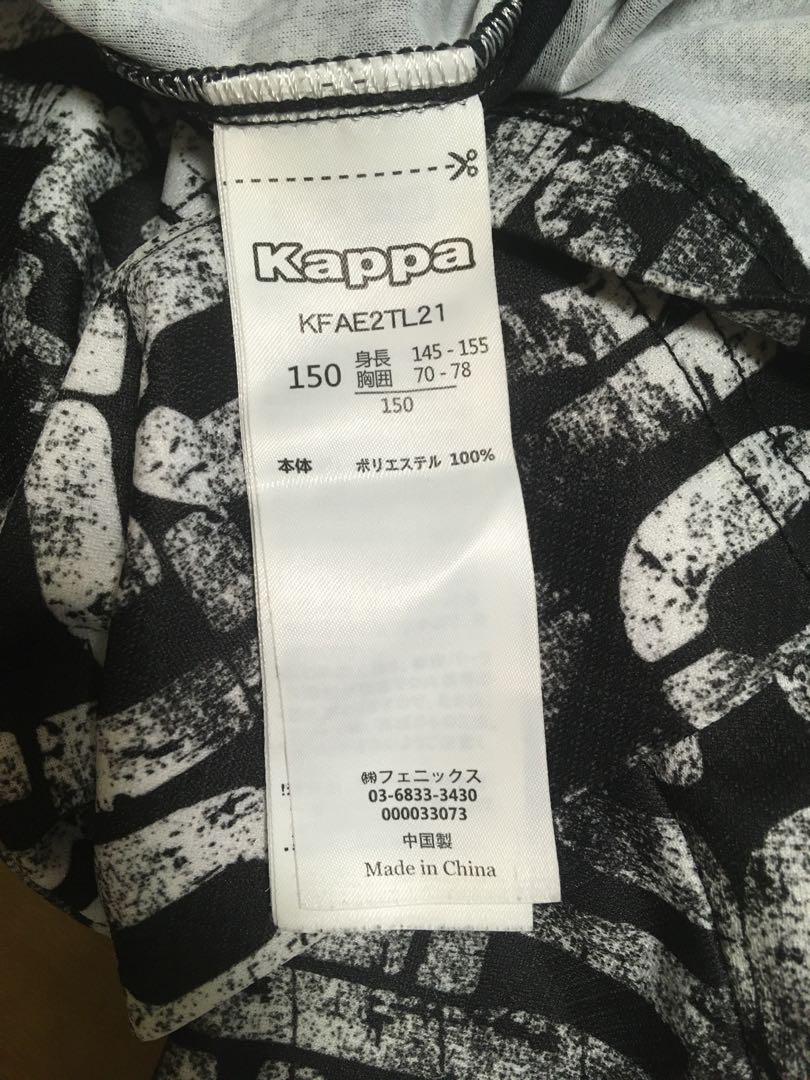 Kappa
KFAE2TL21
150 身長 145 - 155
胸囲 70 - 78
150
本体 ポリエステル 100%
㈱フェニックス
03-6833-3430
000033073
中国製
Made in China